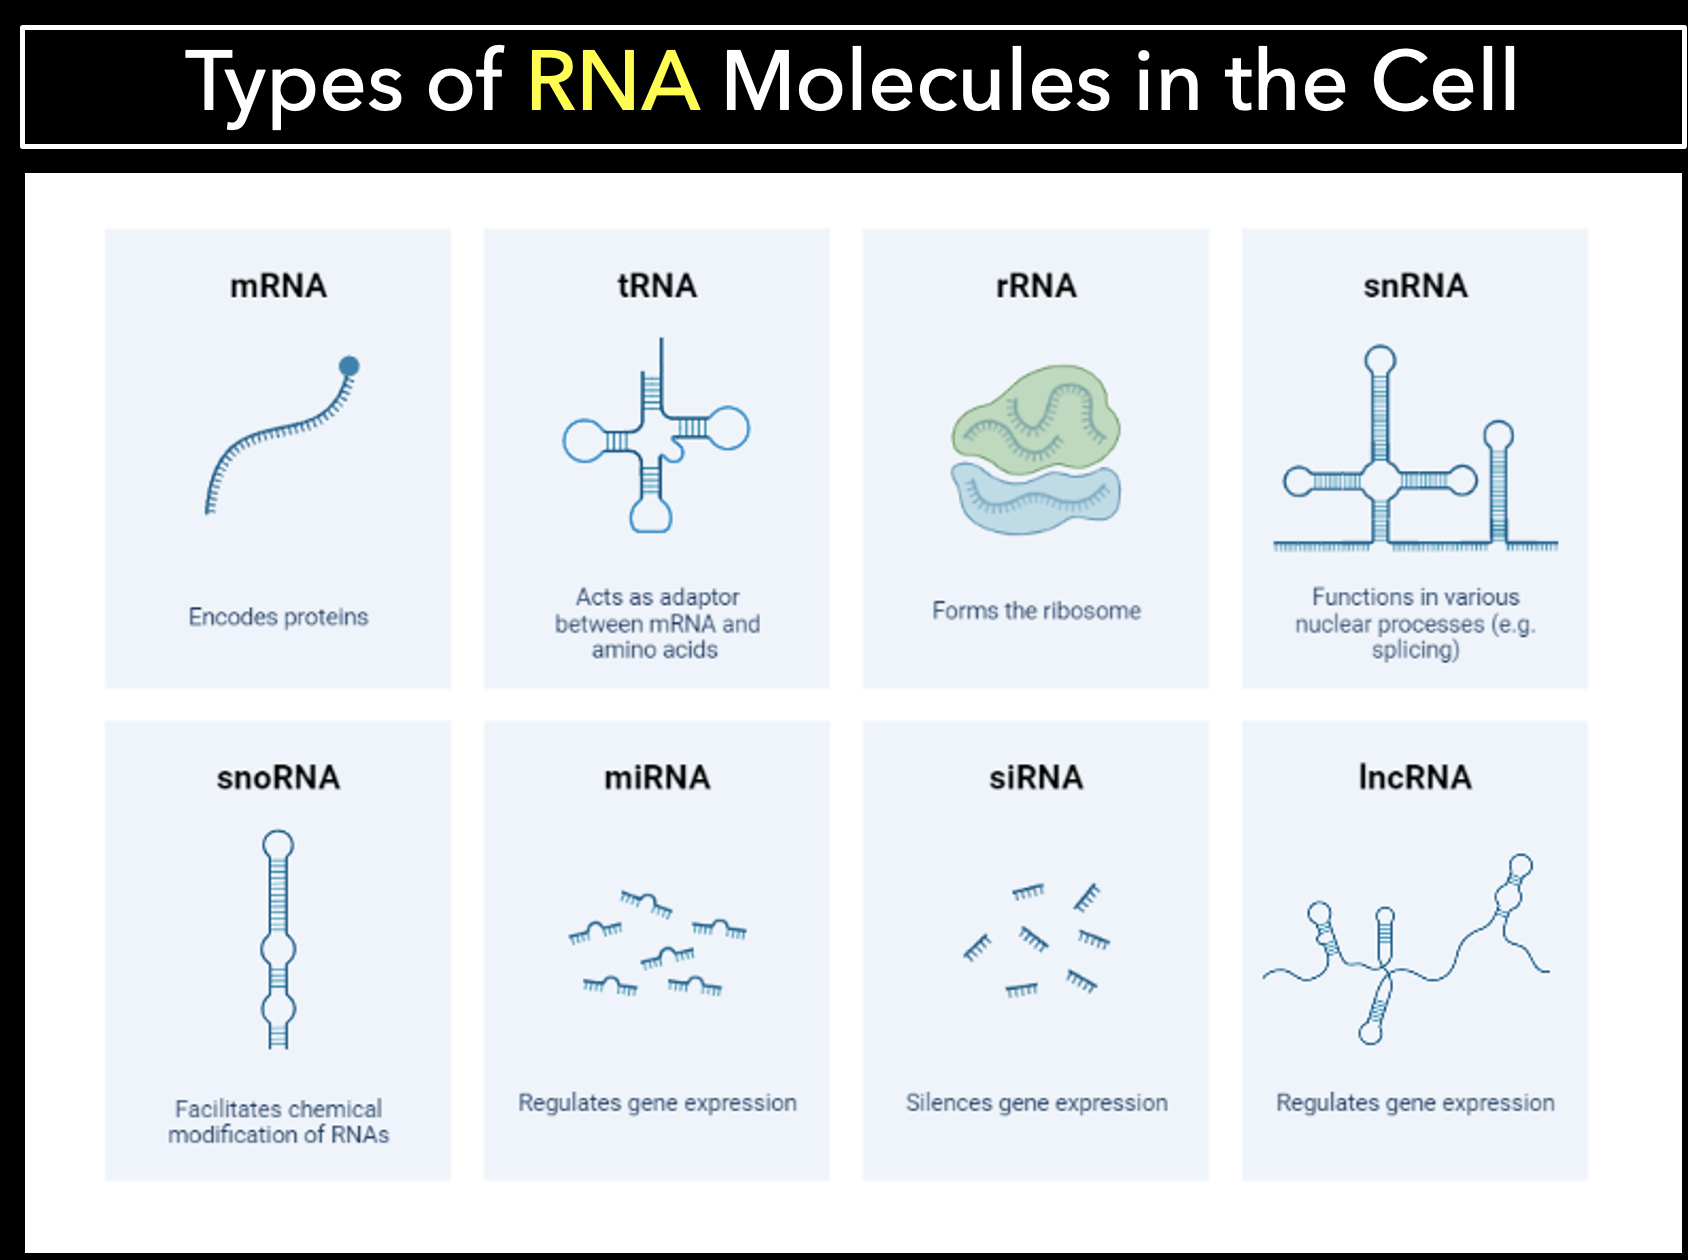 Types of RNA Molecules in the Cell
mRNA
Encodes proteins
tRNA
Acts as adaptor
between mRNA and
amino acids
rRNA
Forms the ribosome
snRNA
Functions in various
nuclear processes (e.g.
splicing)
snoRNA
Facilitates chemical
modification of RNAs
miRNA
Regulates gene expression
siRNA
Silences gene expression
lncRNA
Regulates gene expression